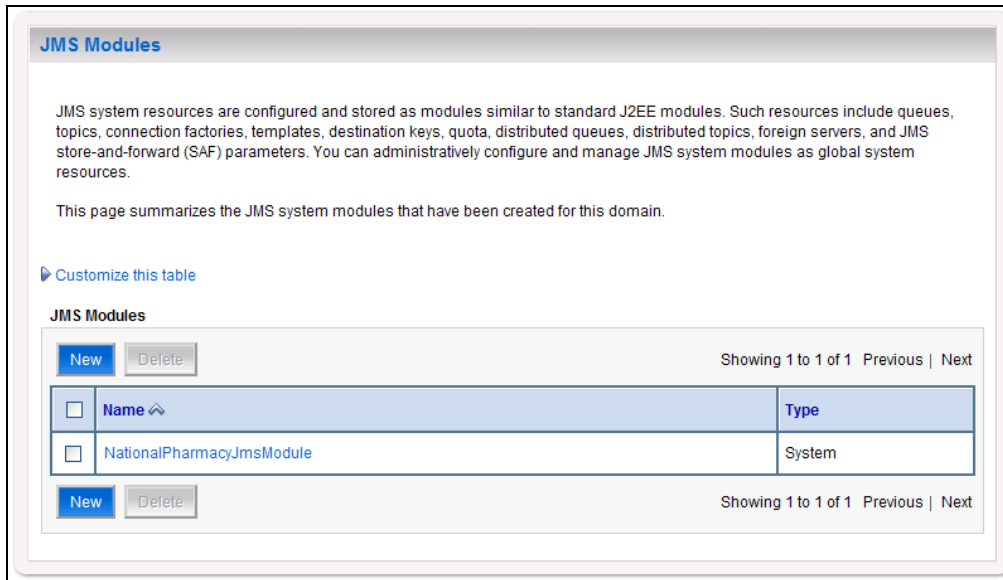 JMS Modules
JMS system resources are configured and stored as modules similar to standard J2EE modules. Such resources include queues,
topics, connection factories, templates, destination keys, quota, distributed queues, distributed topics, foreign servers, and JMS
store-and-forward (SAF) parameters. You can administratively configure and manage JMS system modules as global system
resources.
This page summarizes the JMS system modules that have been created for this domain.
Customize this table
JMS Modules
New Delete Showing 1 to 1 of 1 Previous | Next
Name Type
NationalPharmacyJmsModule System
New Delete Showing 1 to 1 of 1 Previous | Next